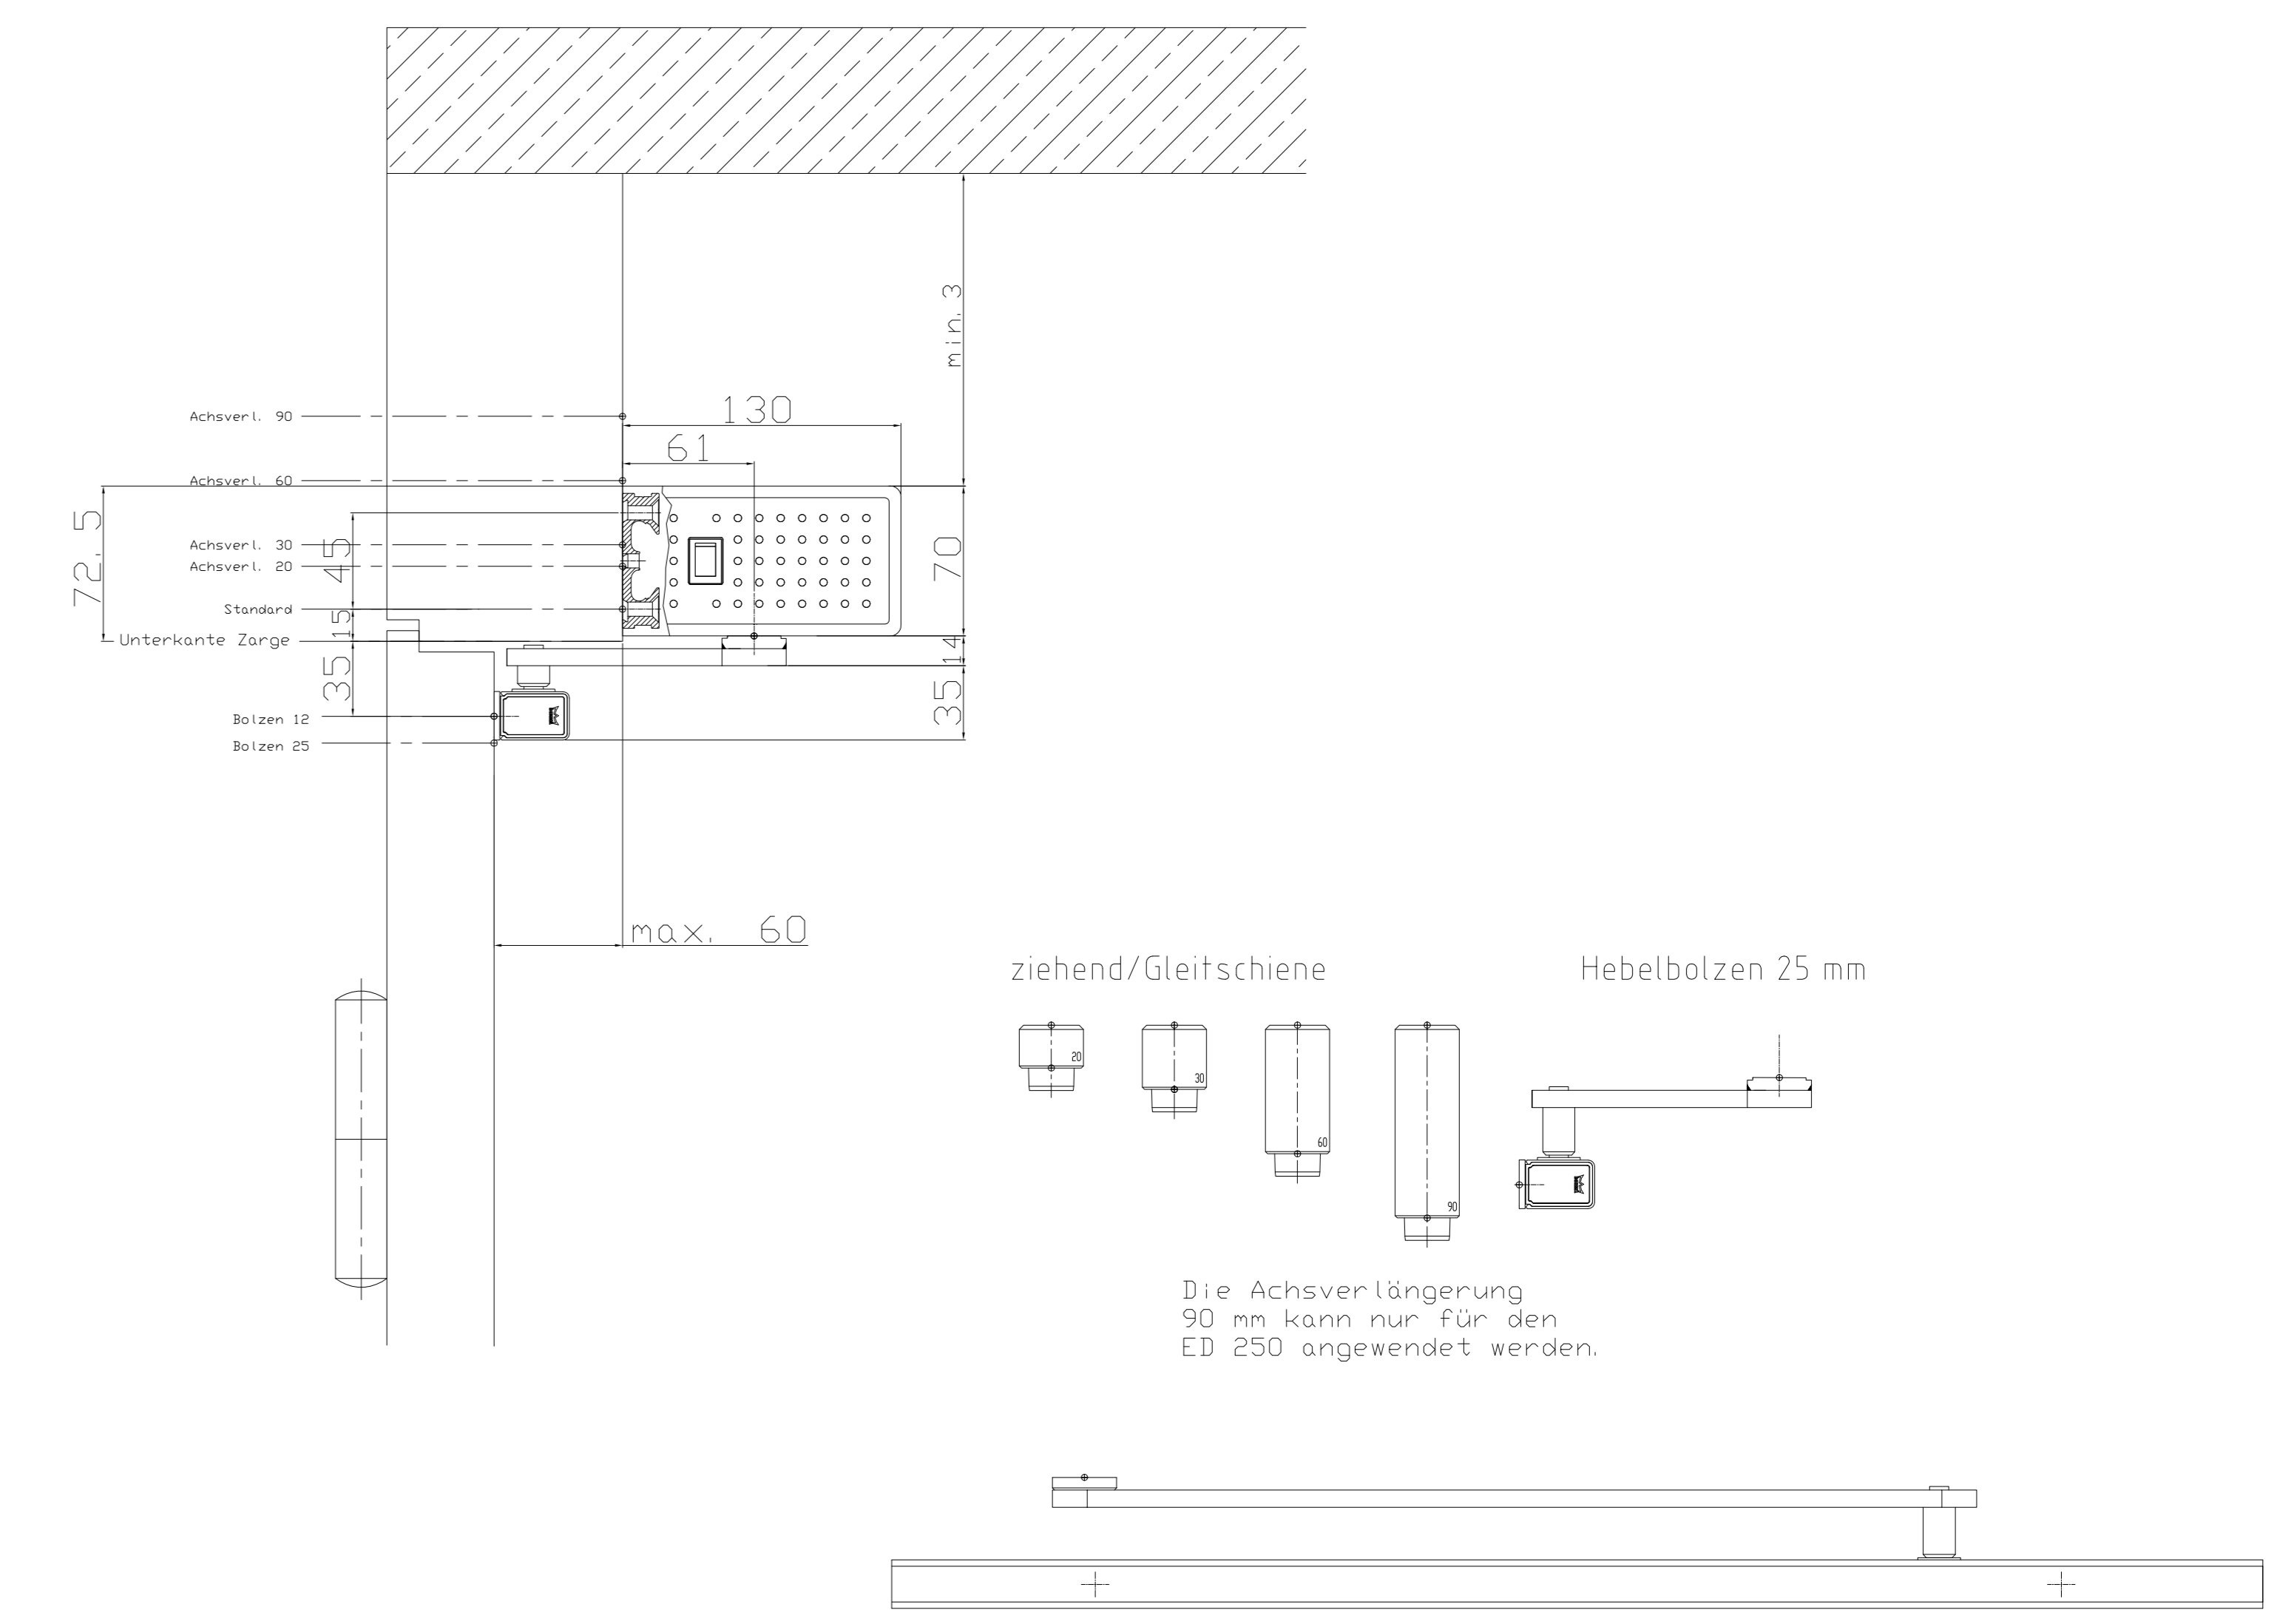 min. 3
Achsverl. 90
130
61
Achsverl. 60
72.5
45
Achsverl. 30
Achsverl. 20
70
Standard
15
Unterkante Zarge
14
35
35
Bolzen 12
Bolzen 25
max. 60
ziehend/Gleitschiene
Hebelbolzen 25 mm
20
30
60
90
Die Achsverlängerung
90 mm kann nur für den
ED 250 angewendet werden.